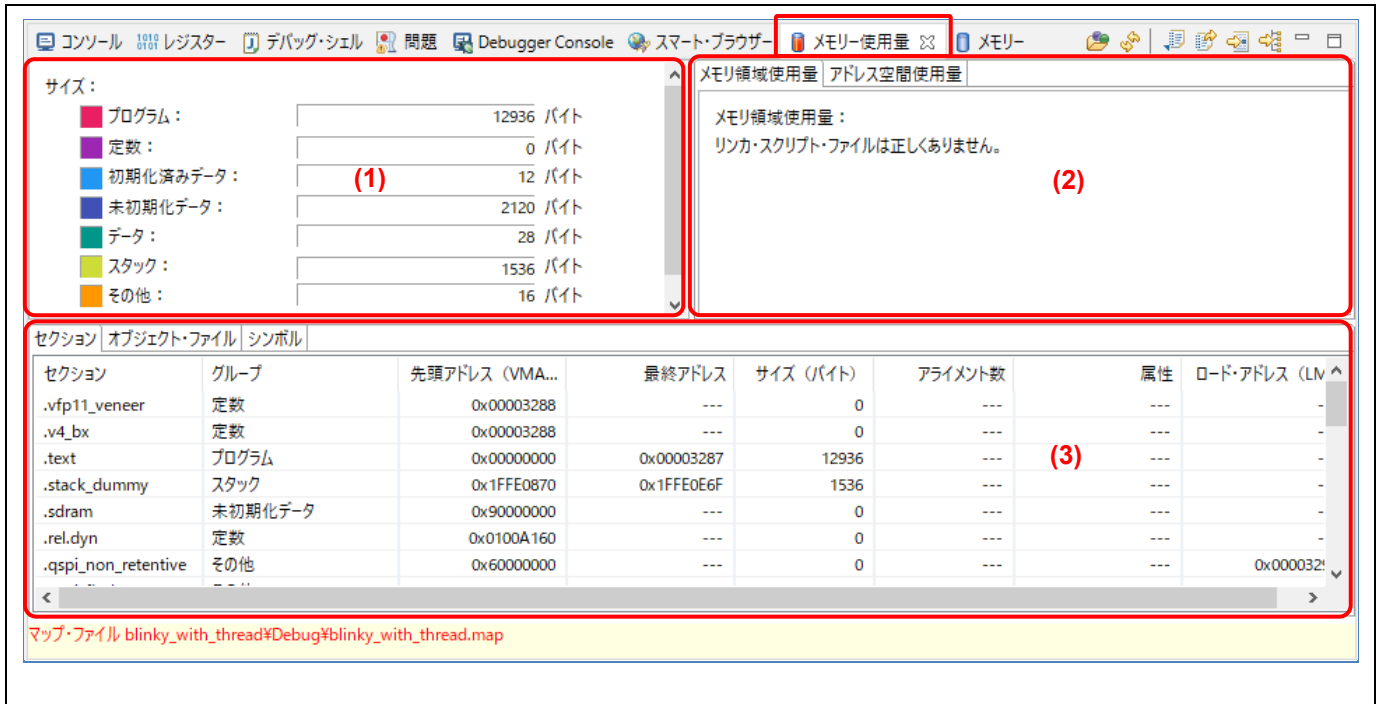 コンソール レジスター デバッグ・シェル 問題 Debugger Console スマート・ブラウザー メモリー使用量 メモリー
サイズ：
プログラム： 12936 バイト
定数： 0 バイト
初期化済みデータ： 12 バイト
未初期化データ： 2120 バイト
データ： 28 バイト
スタック： 1536 バイト
その他： 16 バイト
(1)
メモリ領域使用量 アドレス空間使用量
メモリ領域使用量：
リンカ・スクリプト・ファイルは正しくありません。
(2)
セクション オブジェクト・ファイル シンボル
セクション グループ 先頭アドレス（VMA... 最終アドレス サイズ（バイト） アライメント数 属性 ロード・アドレス（LM
.vfp11_veneer 定数 0x00003288 --- 0 --- --- -
.v4_bx 定数 0x00003288 --- 0 --- --- -
.text プログラム 0x00000000 0x00003287 12936 --- --- -
(3)
.stack_dummy スタック 0x1FFE0870 0x1FFE0E6F 1536 --- --- -
.sdram 未初期化データ 0x90000000 --- 0 --- --- -
.rel.dyn 定数 0x0100A160 --- 0 --- --- -
.qspi_non_retentive その他 0x60000000 --- 0 --- --- 0x0000329
マップ・ファイル blinky_with_thread¥Debug¥blinky_with_thread.map